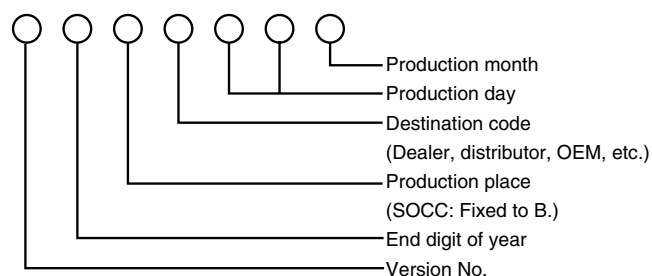 Production month
Production day
Destination code
(Dealer, distributor, OEM, etc.)
Production place
(SOCC: Fixed to B.)
End digit of year
Version No.